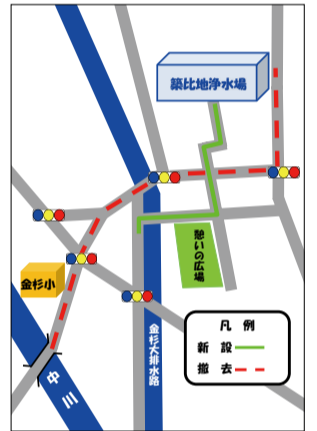 築比地浄水場
憩いの広場
金杉小
金杉大排水路
中川
凡 例
新 設
撤 去